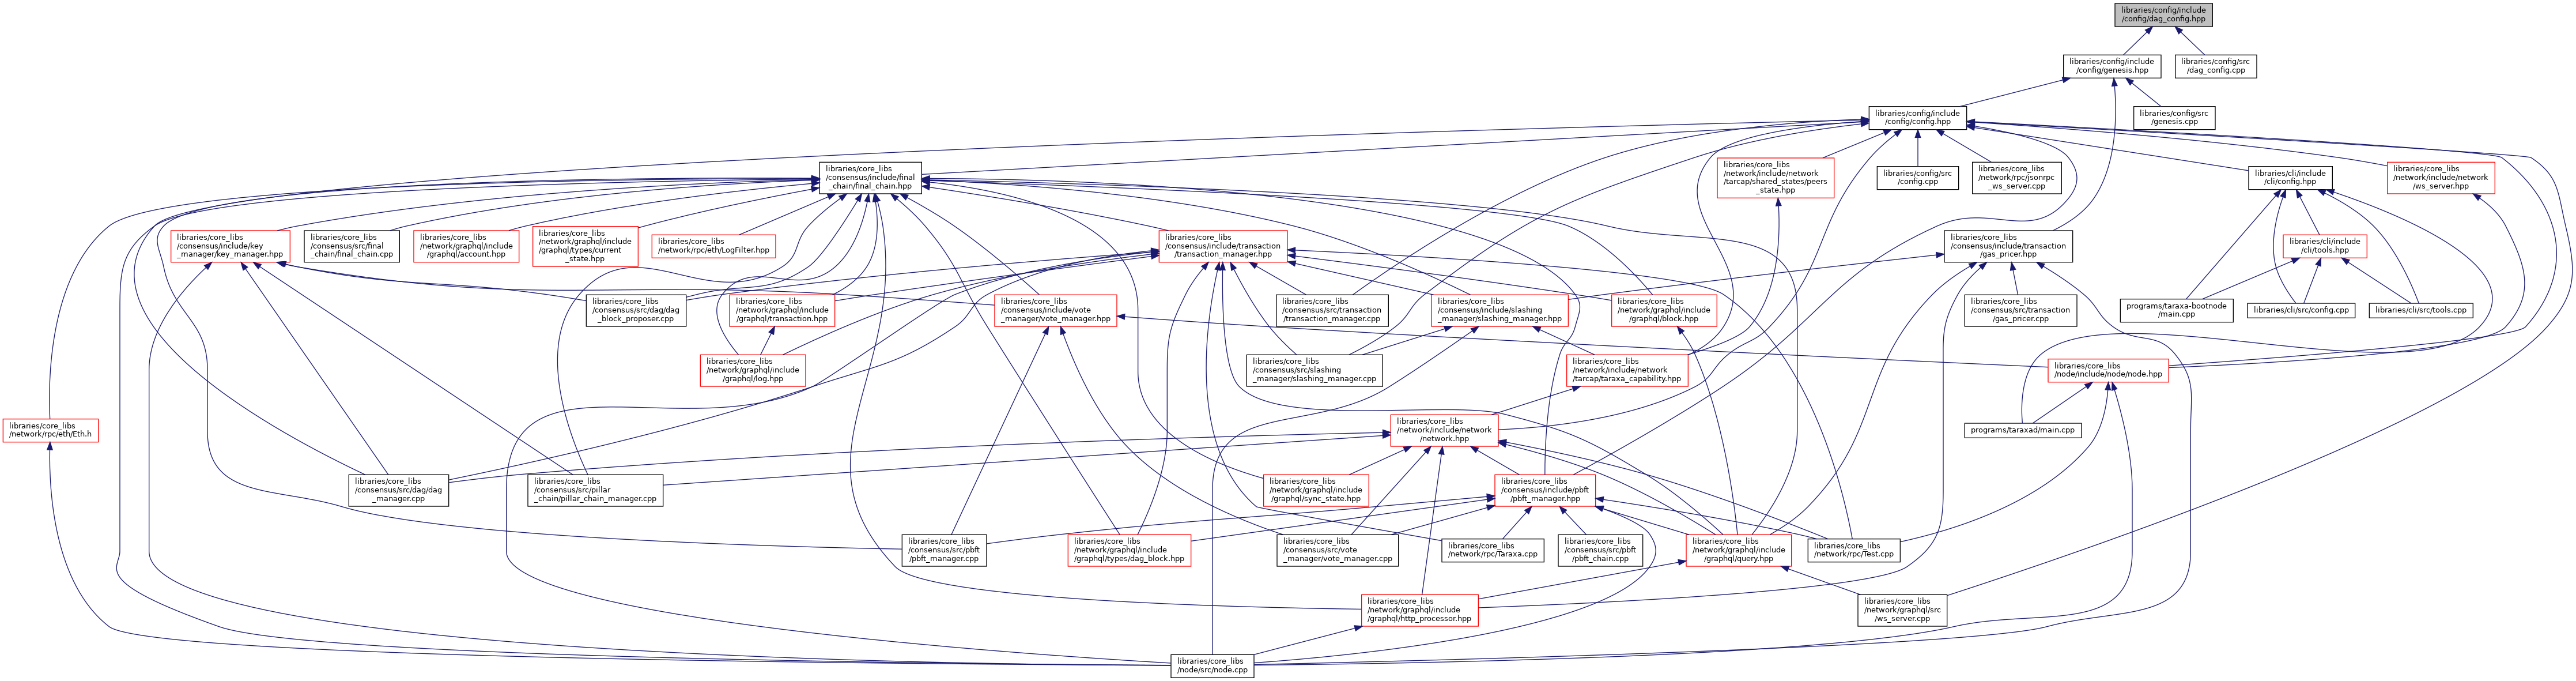 libraries/config/include
/config/dag_config.hpp
libraries/config/include
/config/genesis.hpp
libraries/config/src
/dag_config.cpp
libraries/config/include
/config/config.hpp
libraries/config/src
/genesis.cpp
libraries/core_libs
/consensus/include/final
_chain/final_chain.hpp
libraries/core_libs
/network/include/network
/tarcap/shared_states/peers
_state.hpp
libraries/config/src
/config.cpp
libraries/core_libs
/network/rpc/jsonrpc
_ws_server.cpp
libraries/cli/include
/cli/config.hpp
libraries/core_libs
/network/include/network
/ws_server.hpp
libraries/core_libs
/consensus/include/key
_manager/key_manager.hpp
libraries/core_libs
/consensus/src/final
_chain/final_chain.cpp
libraries/core_libs
/network/graphql/include
/graphql/account.hpp
libraries/core_libs
/network/graphql/include
/graphql/types/current
_state.hpp
libraries/core_libs
/network/rpc/eth/LogFilter.hpp
libraries/core_libs
/consensus/include/transaction
/transaction_manager.hpp
libraries/core_libs
/consensus/include/transaction
/gas_pricer.hpp
libraries/cli/include
/cli/tools.hpp
libraries/core_libs
/consensus/src/dag/dag
_block_proposer.cpp
libraries/core_libs
/network/graphql/include
/graphql/transaction.hpp
libraries/core_libs
/consensus/include/vote
_manager/vote_manager.hpp
libraries/core_libs
/consensus/src/transaction
/transaction_manager.cpp
libraries/core_libs
/consensus/include/slashing
_manager/slashing_manager.hpp
libraries/core_libs
/network/graphql/include
/graphql/block.hpp
libraries/core_libs
/consensus/src/transaction
/gas_pricer.cpp
programs/taraxa-bootnode
/main.cpp
libraries/cli/src/config.cpp
libraries/cli/src/tools.cpp
libraries/core_libs
/network/graphql/include
/graphql/log.hpp
libraries/core_libs
/consensus/src/slashing
_manager/slashing_manager.cpp
libraries/core_libs
/network/include/network
/tarcap/taraxa_capability.hpp
libraries/core_libs
/node/include/node/node.hpp
libraries/core_libs
/network/rpc/eth/Eth.h
libraries/core_libs
/network/include/network
/network.hpp
programs/taraxad/main.cpp
libraries/core_libs
/consensus/src/dag/dag
_manager.cpp
libraries/core_libs
/consensus/src/pillar
_chain/pillar_chain_manager.cpp
libraries/core_libs
/network/graphql/include
/graphql/sync_state.hpp
libraries/core_libs
/consensus/include/pbft
/pbft_manager.hpp
libraries/core_libs
/consensus/src/pbft
/pbft_manager.cpp
libraries/core_libs
/network/graphql/include
/graphql/types/dag_block.hpp
libraries/core_libs
/consensus/src/vote
_manager/vote_manager.cpp
libraries/core_libs
/network/rpc/Taraxa.cpp
libraries/core_libs
/consensus/src/pbft
/pbft_chain.cpp
libraries/core_libs
/network/graphql/include
/graphql/query.hpp
libraries/core_libs
/network/rpc/Test.cpp
libraries/core_libs
/network/graphql/include
/graphql/http_processor.hpp
libraries/core_libs
/network/graphql/src
/ws_server.cpp
libraries/core_libs
/node/src/node.cpp